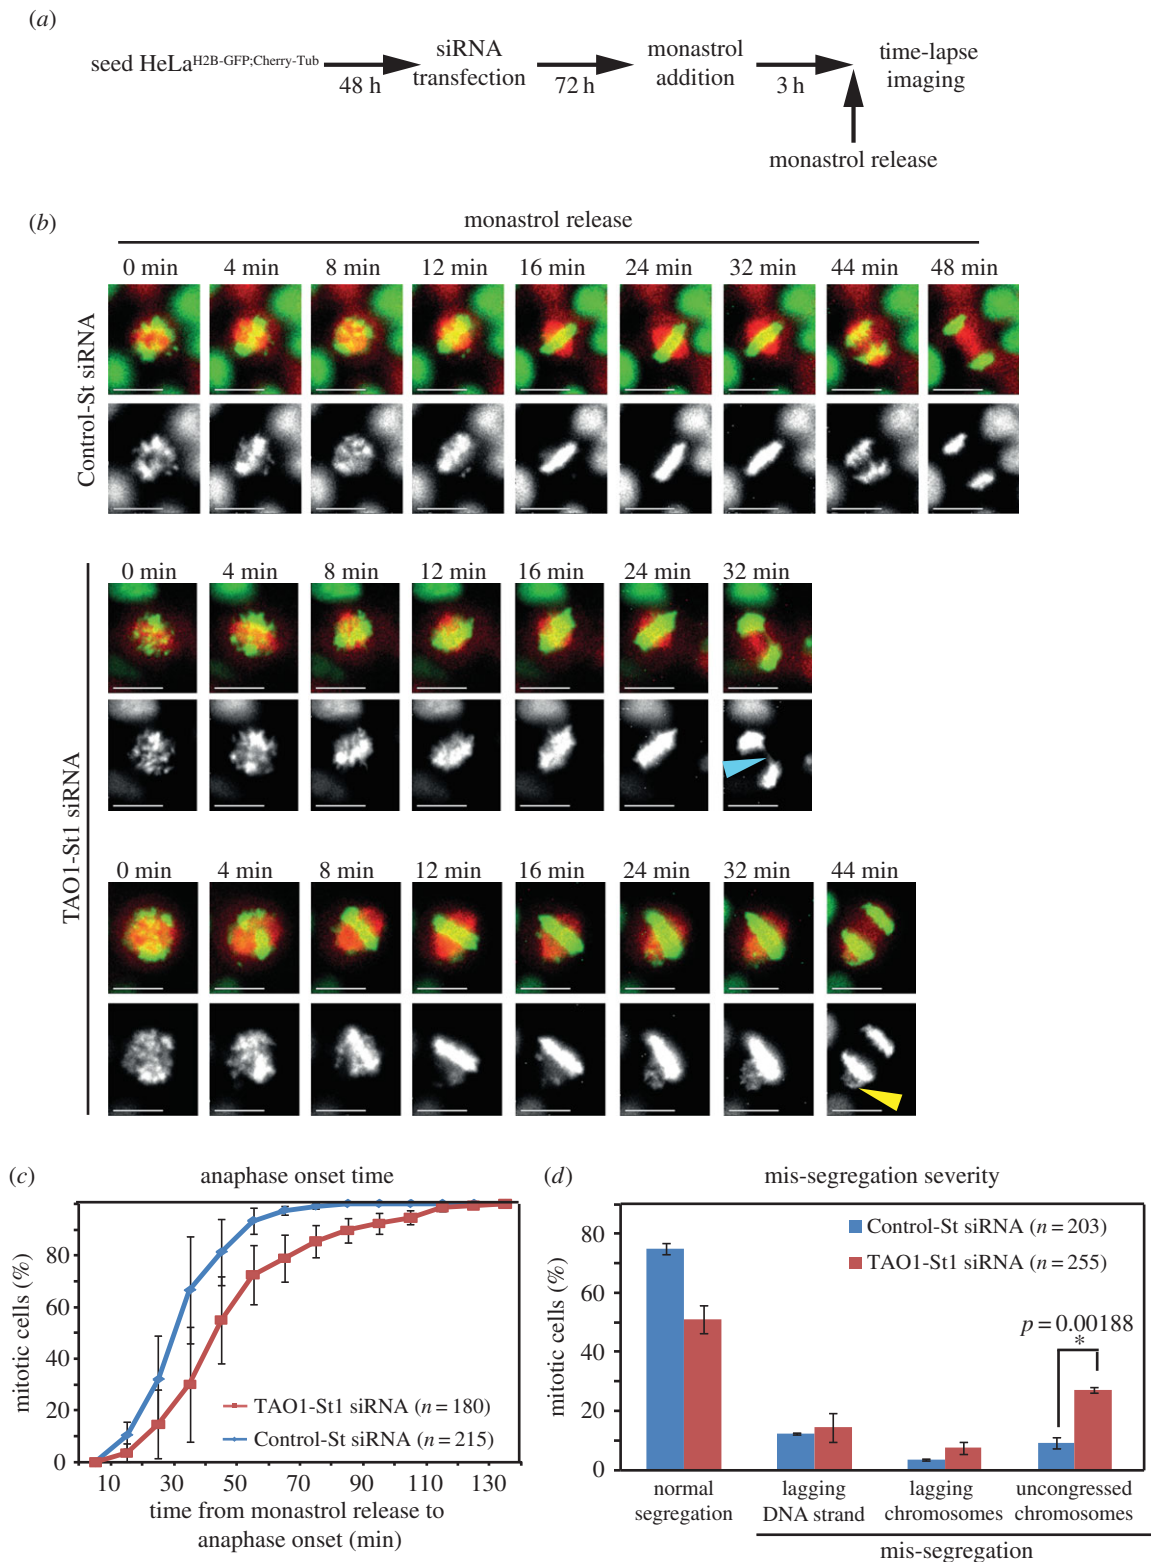 (a)
seed HeLaH2B-GFP;Cherry-Tub
48 h
siRNA
transfection
72 h
monastrol
addition
3 h
time-lapse
imaging
monastrol release
(b)
monastrol release
Control-St siRNA
0 min 4 min 8 min 12 min 16 min 24 min 32 min 44 min 48 min
TAO1-St1 siRNA
0 min 4 min 8 min 12 min 16 min 24 min 32 min
0 min 4 min 8 min 12 min 16 min 24 min 32 min 44 min
(c)
anaphase onset time
mitotic cells (%)
80
60
40
20
0
TAO1-St1 siRNA (n = 180)
Control-St siRNA (n = 215)
10 30 50 70 90 110 130
time from monastrol release to
anaphase onset (min)
(d)
mis-segregation severity
mitotic cells (%)
80
60
40
20
0
Control-St siRNA (n = 203)
TAO1-St1 siRNA (n = 255)
p = 0.00188
*
normal
segregation
lagging
DNA strand
lagging
chromosomes
uncongressed
chromosomes
mis-segregation